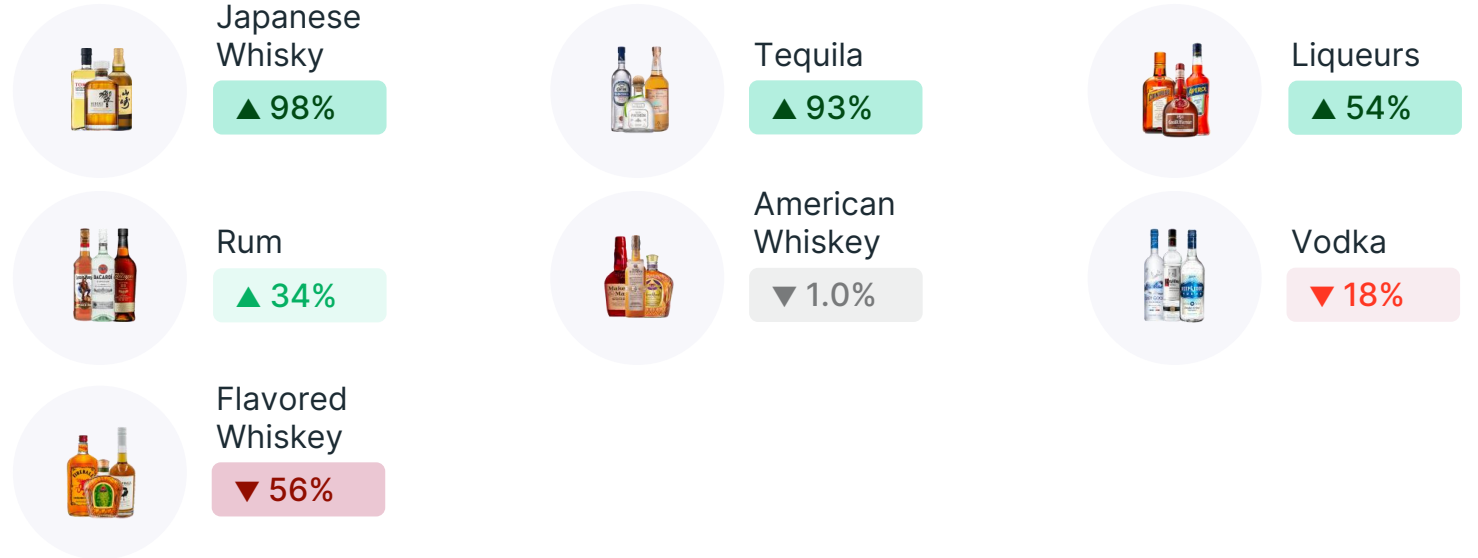 Japanese
Whisky
▲ 98%
Tequila
▲ 93%
Liqueurs
▲ 54%
Rum
▲ 34%
American
Whiskey
▼ 1.0%
Vodka
▼ 18%
Flavored
Whiskey
▼ 56%